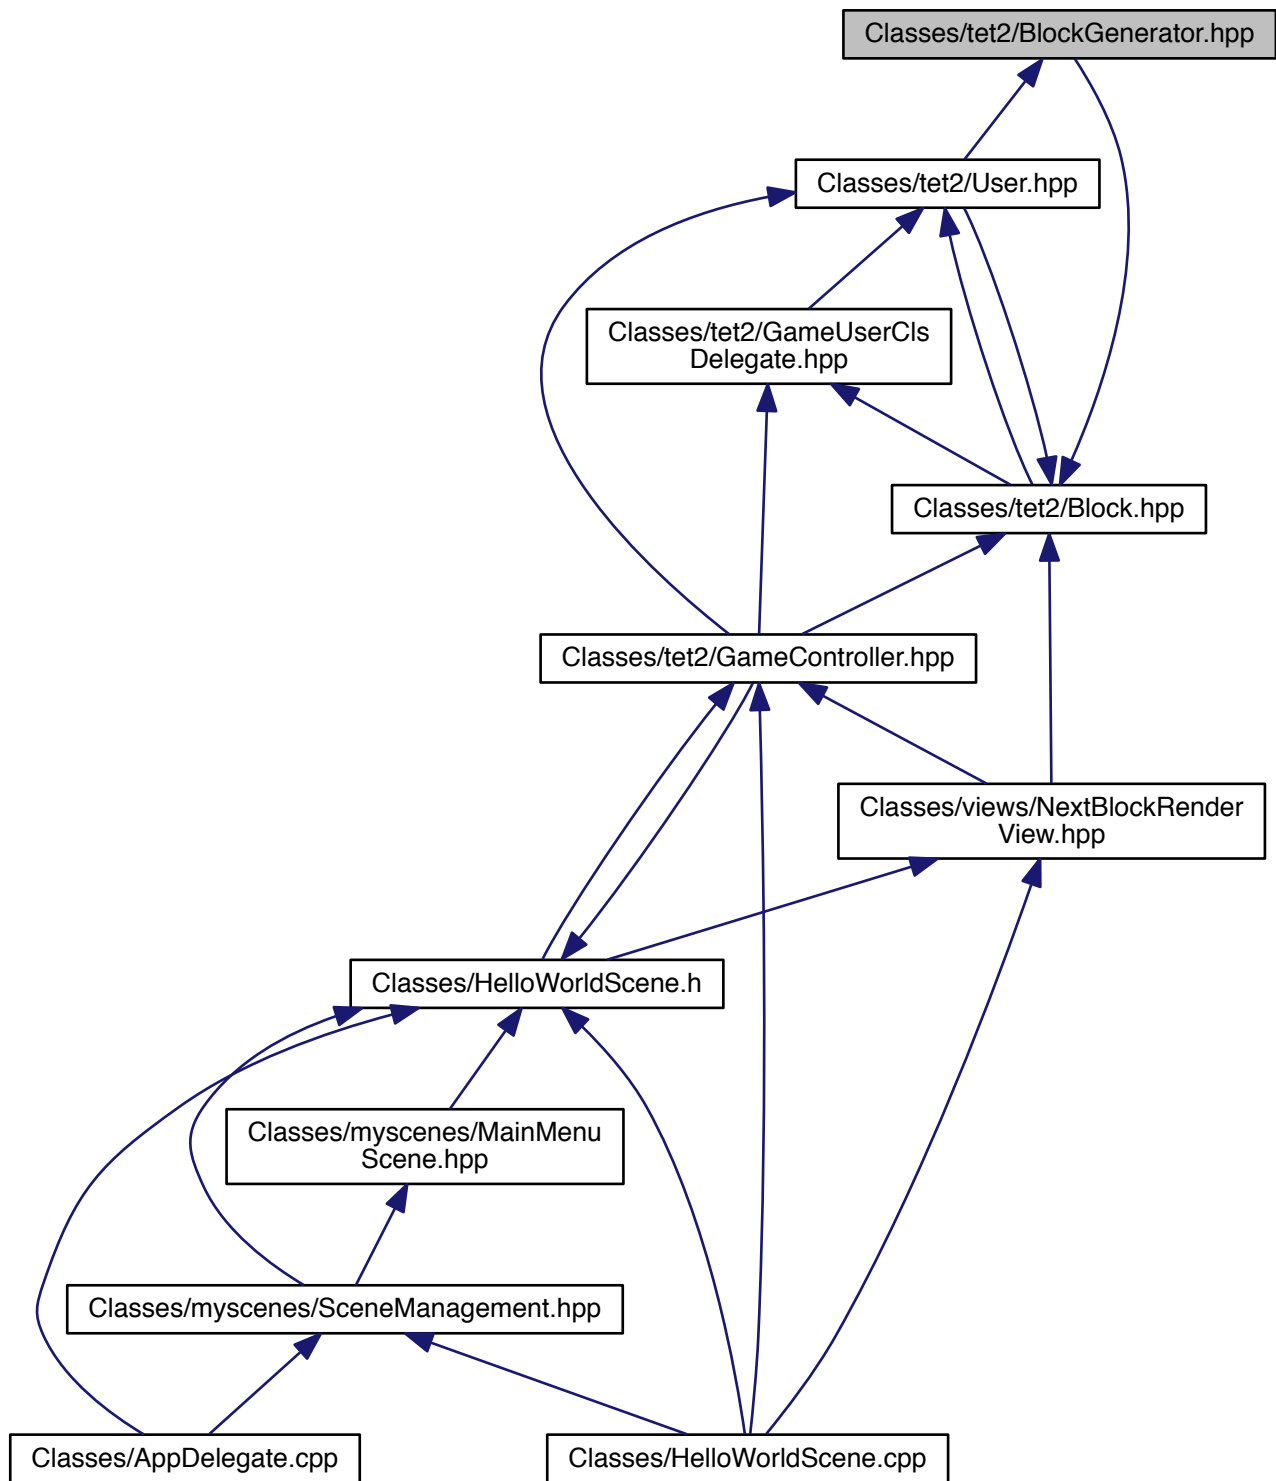 Classes/tet2/BlockGenerator.hpp
Classes/tet2/User.hpp
Classes/tet2/GameUserCls
Delegate.hpp
Classes/tet2/Block.hpp
Classes/tet2/GameController.hpp
Classes/views/NextBlockRender
View.hpp
Classes/HelloWorldScene.h
Classes/myscenes/MainMenu
Scene.hpp
Classes/myscenes/SceneManagement.hpp
Classes/AppDelegate.cpp
Classes/HelloWorldScene.cpp